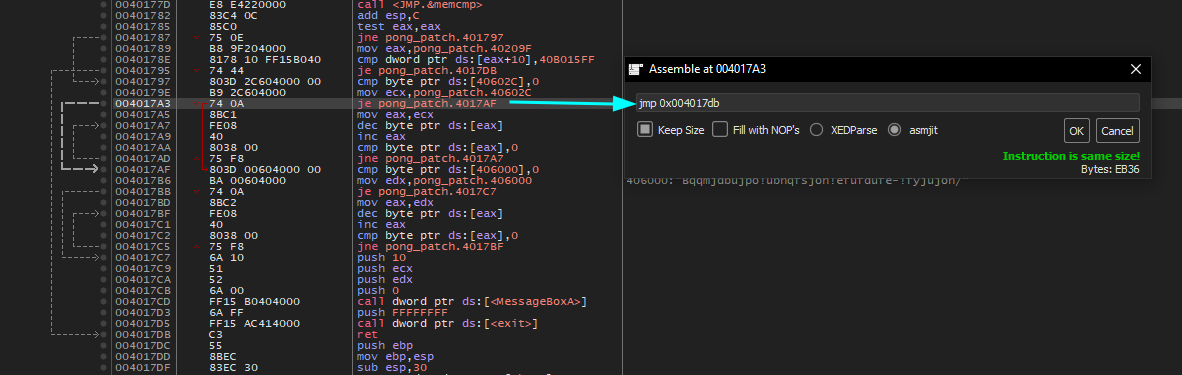 0040177D E8 E4220000 call <JMP.&memcmp>
00401782 83C4 0C add esp,C
00401785 85C0 test eax,eax
00401787 75 0E jne pong_patch.401797
00401789 B8 9F204000 mov eax,pong_patch.40209F
0040178E 8178 10 FF15B040 cmp dword ptr ds:[eax+10],40B015FF
00401795 74 44 je pong_patch.4017DB
00401797 803D 2C604000 00 cmp byte ptr ds:[40602C],0
0040179E B9 2C604000 mov ecx,pong_patch.40602C
004017A3 74 0A je pong_patch.4017AF
004017A5 8BC1 mov eax,ecx
004017A7 FE08 dec byte ptr ds:[eax]
004017A9 40 inc eax
004017AA 8038 00 cmp byte ptr ds:[eax],0
004017AD 75 F8 jne pong_patch.4017A7
004017AF 803D 00604000 00 cmp byte ptr ds:[406000],0
004017B6 BA 00604000 mov edx,pong_patch.406000
004017BB 74 0A je pong_patch.4017C7
004017BD 8BC2 mov eax,edx
004017BF FE08 dec byte ptr ds:[eax]
004017C1 40 inc eax
004017C2 8038 00 cmp byte ptr ds:[eax],0
004017C5 75 F8 jne pong_patch.4017BF
004017C7 6A 10 push 10
004017C9 51 push ecx
004017CA 52 push edx
004017CB 6A 00 push 0
004017CD FF15 B0404000 call dword ptr ds:[<MessageBoxA>]
004017D3 6A FF push FFFFFFFF
004017D5 FF15 AC414000 call dword ptr ds:[<exit>]
004017DB C3 ret
004017DC 55 push ebp
004017DD 8BEC mov ebp,esp
004017DF 83EC 30 sub esp,30
Assemble at 004017A3
jmp 0x004017db
Keep Size Fill with NOP's XEDParse asmjit OK Cancel
Instruction is same size!
Bytes: EB36